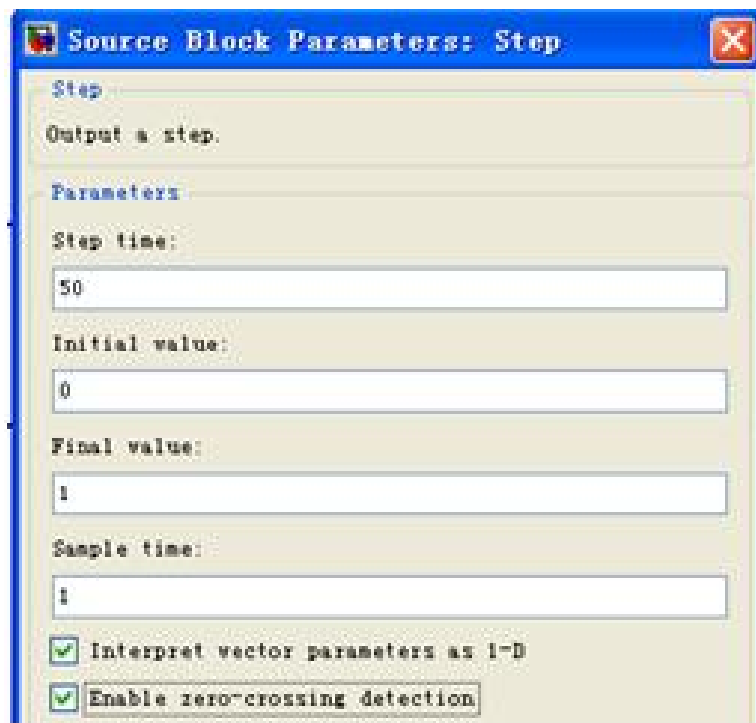 Source Block Parameters: Step
Step
Output a step.
Parameters
Step time:
50
Initial value:
0
Final value:
1
Sample time:
1
Interpret vector parameters as 1-D
Enable zero-crossing detection